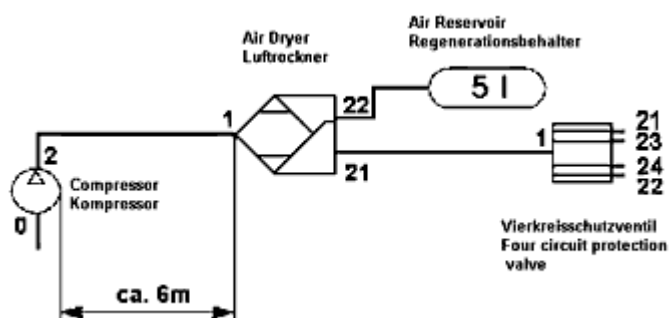 Air Dryer
Luftrockner
Air Reservoir
Regenerationsbehälter
5 l
22
1
21
2
0
Compressor
Kompressor
1
21
23
24
22
Vierkreisschutzventil
Four circuit protection
valve
ca. 6m